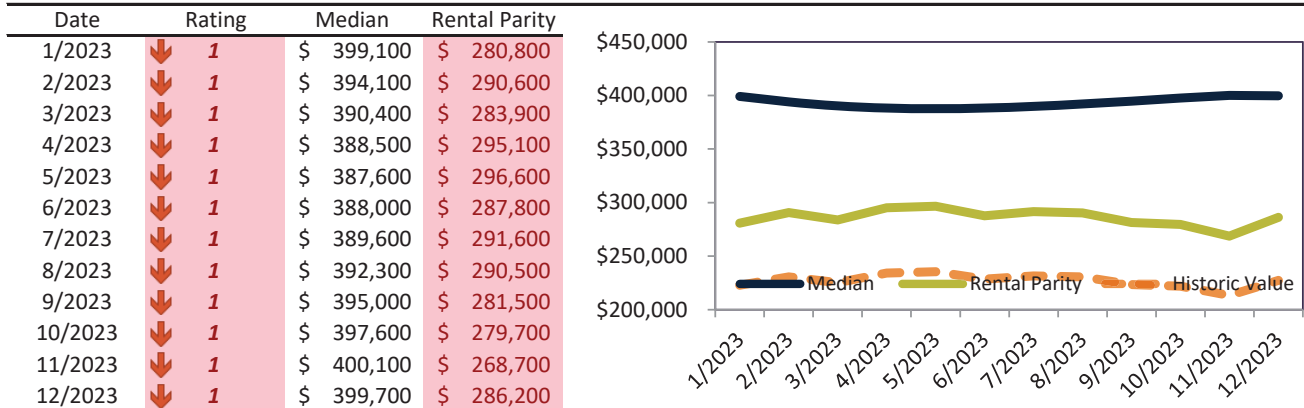 Date Rating Median Rental Parity
1/2023 1 $ 399,100 $ 280,800
2/2023 1 $ 394,100 $ 290,600
3/2023 1 $ 390,400 $ 283,900
4/2023 1 $ 388,500 $ 295,100
5/2023 1 $ 387,600 $ 296,600
6/2023 1 $ 388,000 $ 287,800
7/2023 1 $ 389,600 $ 291,600
8/2023 1 $ 392,300 $ 290,500
9/2023 1 $ 395,000 $ 281,500
10/2023 1 $ 397,600 $ 279,700
11/2023 1 $ 400,100 $ 268,700
12/2023 1 $ 399,700 $ 286,200
$450,000
$400,000
$350,000
$300,000
$250,000
$200,000
Median Rental Parity Historic Value
1/2023 2/2023 3/2023 4/2023 5/2023 6/2023 7/2023 8/2023 9/2023 10/2023 11/2023 12/2023